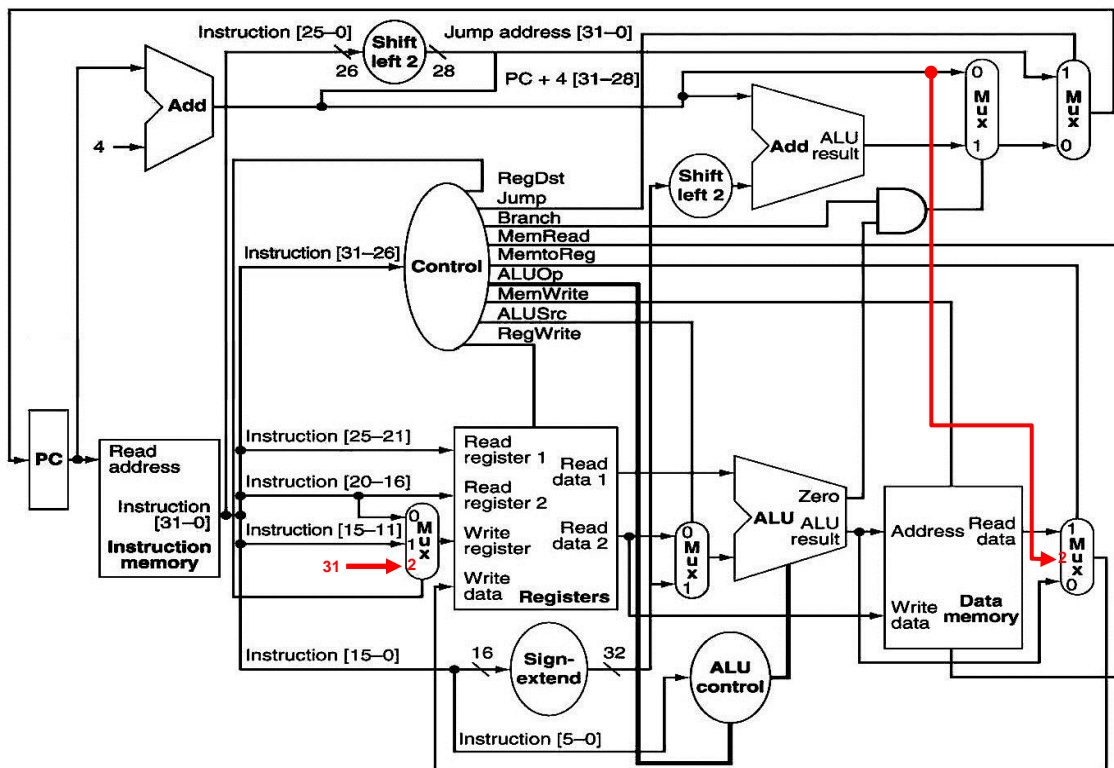 Instruction [25–0]
Shift
left 2
Jump address [31–0]
26
28
PC + 4 [31–28]
Add
4
0
Mux
1
1
Mux
0
Add
ALU
result
Shift
left 2
RegDst
Jump
Branch
MemRead
MemtoReg
ALUOp
MemWrite
ALUSrc
RegWrite
Instruction [31–26]
Control
PC
Read
address
Instruction
[31–0]
Instruction
memory
Instruction [25–21]
Instruction [20–16]
Instruction [15–11]
0
Mux
1
2
31
Read
register 1
Read
register 2
Write
register
Write
data
Read
data 1
Read
data 2
Registers
0
Mux
1
Zero
ALU
ALU
result
Address
Read
data
Write
data
Data
memory
1
Mux
2
0
Instruction [15–0]
16
Sign-
extend
32
ALU
control
Instruction [5–0]